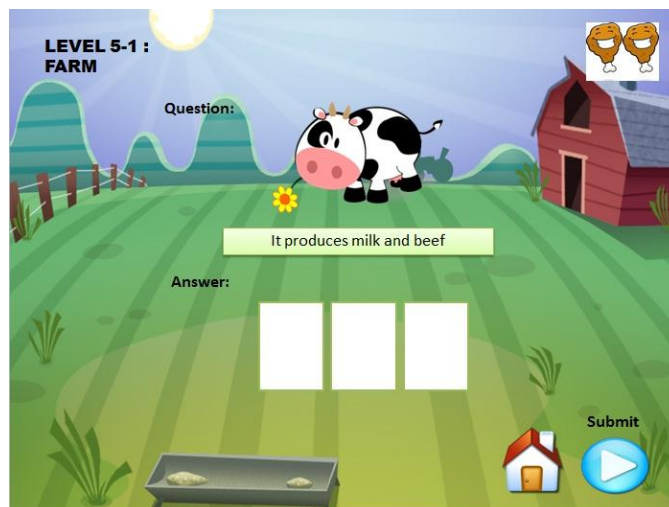 LEVEL 5-1 :
FARM
Question:
It produces milk and beef
Answer:
Submit